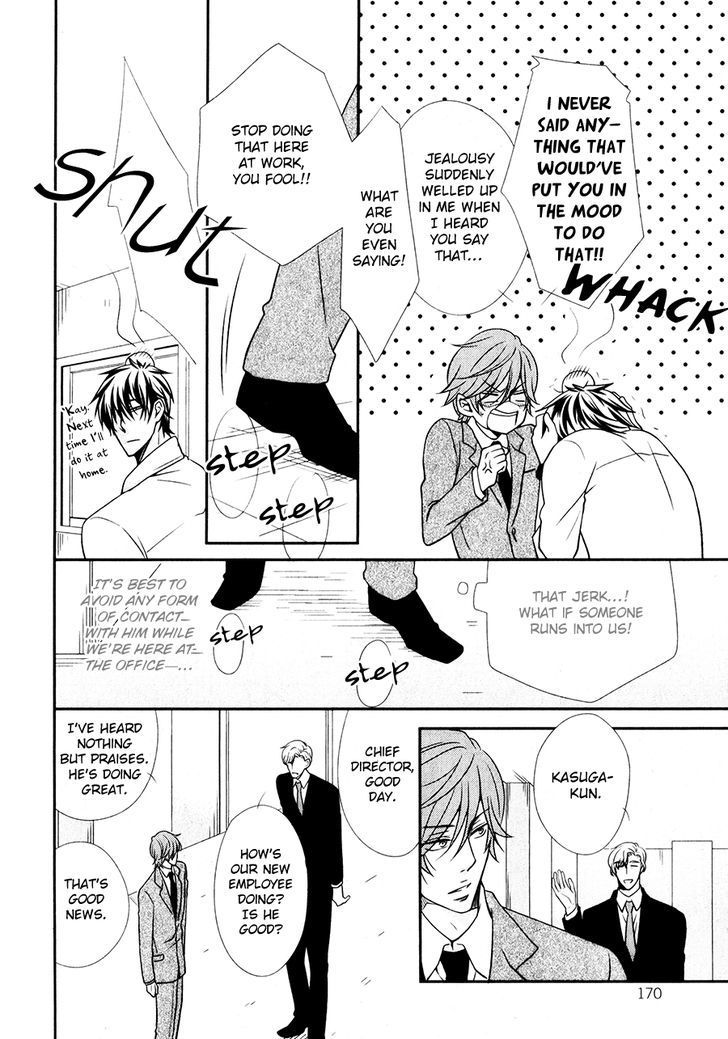 I NEVER
SAID ANY-
THING THAT
WOULD'VE
PUT YOU IN
THE MOOD
TO DO
THAT!!
WHACK
JEALOUSY
SUDDENLY
WELLED UP
IN ME WHEN
I HEARD
YOU SAY
THAT...
WHAT
ARE
YOU
EVEN
SAYING!
STOP DOING
THAT HERE
AT WORK,
YOU FOOL!!
step
step
shut
'Kay.
Next
time I'll
do it at
home.
THAT JERK...!
WHAT IF SOMEONE
RUNS INTO US!
step
step
IT'S BEST TO
AVOID ANY FORM
OF CONTACT
WITH HIM WHILE
WE'RE HERE AT
THE OFFICE—...
KASUGA-
KUN.
CHIEF
DIRECTOR,
GOOD
DAY.
HOW'S
OUR NEW
EMPLOYEE
DOING?
IS HE
GOOD?
I'VE HEARD
NOTHING
BUT PRAISES.
HE'S DOING
GREAT.
THAT'S
GOOD
NEWS.
170